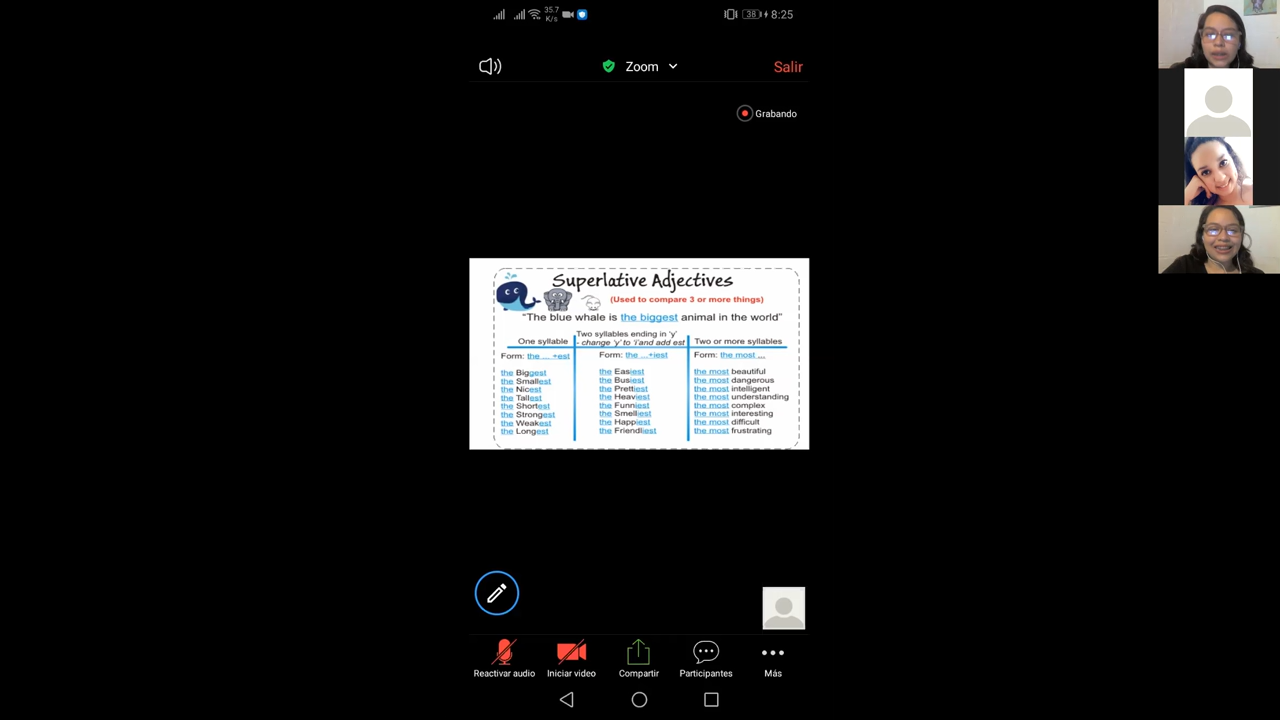 35.7
K/s
38
8:25
Zoom
Salir
Grabando
Superlative Adjectives
(Used to compare 3 or more things)
"The blue whale is the biggest animal in the world"
One syllable
Form: the ... +est
the Biggest
the Smallest
the Nicest
the Tallest
the Shortest
the Strongest
the Weakest
the Longest
Two syllables ending in 'y'
- change 'y' to 'i'and add est
Form: the ...+iest
the Easiest
the Busiest
the Prettiest
the Heaviest
the Funniest
the Smelliest
the Happiest
the Friendliest
Two or more syllables
Form: the most ...
the most beautiful
the most dangerous
the most intelligent
the most understanding
the most complex
the most interesting
the most difficult
the most frustrating
Reactivar audio
Iniciar video
Compartir
Participantes
Más